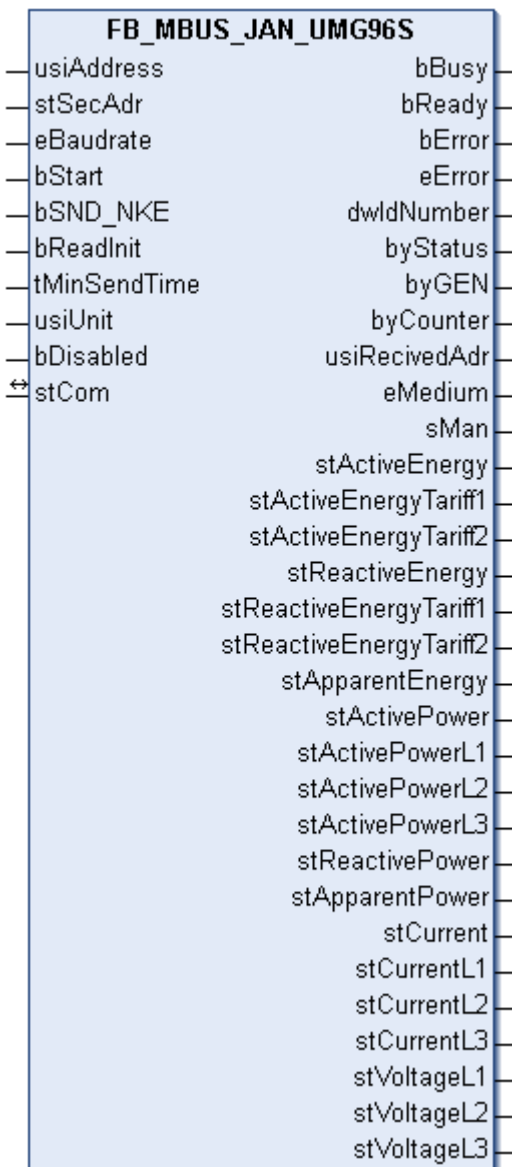 FB_MBUS_JAN_UMG96S
usiAddress bBusy
stSecAdr bReady
eBaudrate bError
bStart eError
bSND_NKE dwIdNumber
bReadInit byStatus
tMinSendTime byGEN
usiUnit byCounter
bDisabled usiRecivedAdr
stCom eMedium
sMan
stActiveEnergy
stActiveEnergyTariff1
stActiveEnergyTariff2
stReactiveEnergy
stReactiveEnergyTariff1
stReactiveEnergyTariff2
stApparentEnergy
stActivePower
stActivePowerL1
stActivePowerL2
stActivePowerL3
stReactivePower
stApparentPower
stCurrent
stCurrentL1
stCurrentL2
stCurrentL3
stVoltageL1
stVoltageL2
stVoltageL3